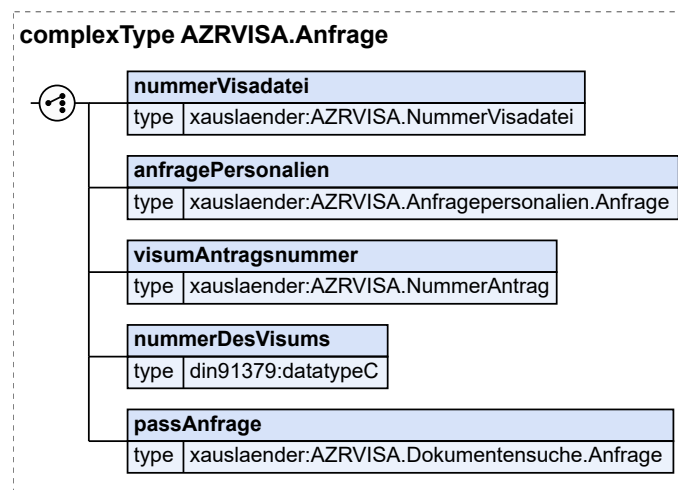 complexType AZRVISA.Anfrage
nummerVisadatei
type xauslaender:AZRVISA.NummerVisadatei
anfragePersonalien
type xauslaender:AZRVISA.Anfragepersonalien.Anfrage
visumAntragsnummer
type xauslaender:AZRVISA.NummerAntrag
nummerDesVisums
type din91379:datatypeC
passAnfrage
type xauslaender:AZRVISA.Dokumentensuche.Anfrage